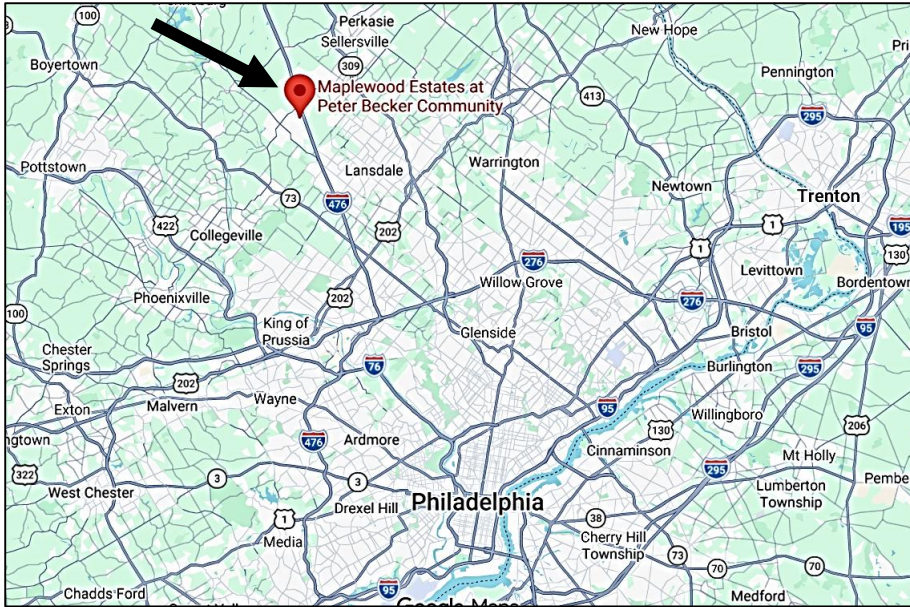 100
Perkasie
Sellersville
New Hope
309
Boyertown
Pennington
Maplewood Estates at
Peter Becker Community
413
295
Pottstown
Lansdale
Warrington
73
476
Newtown
Trenton
422
Collegeville
202
1
1
195
130
276
Willow Grove
Levittown
Bordentown
Phoenixville
202
276
100
King of
Prussia
Glenside
Bristol
95
Chester
Springs
76
Burlington
295
202
Exton
Malvern
Wayne
95
Willingboro
476
Ardmore
130
206
Cinnaminson
322
3
3
295
Mt Holly
West Chester
Drexel Hill
Philadelphia
Lumberton
Township
1
Media
38
Cherry Hill
Township
73
70
70
95
Chadds Ford
Medford
Google Maps